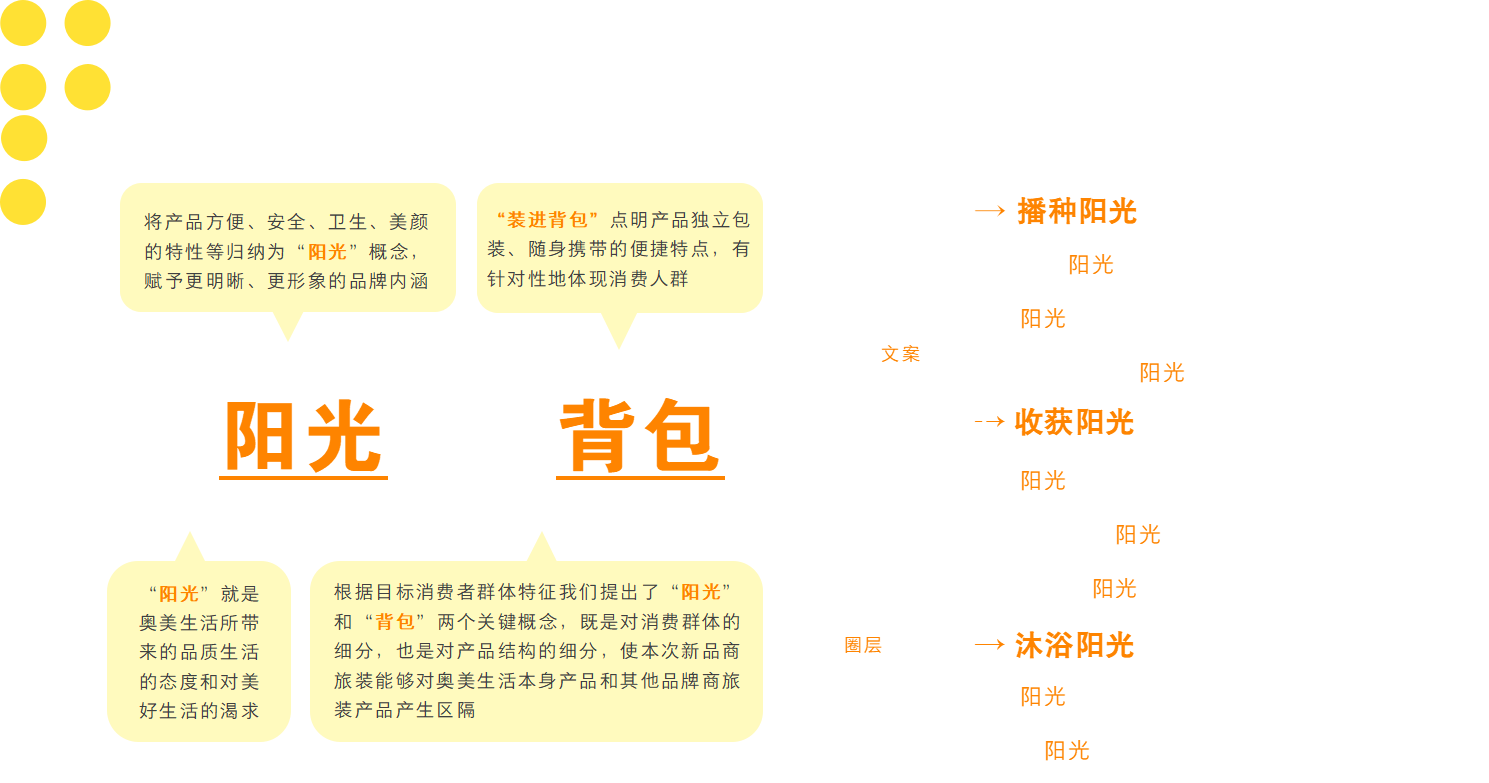 将产品方便、安全、卫生、美颜
的特性等归纳为“阳光”概念，
赋予更明晰、更形象的品牌内涵
“装进背包”点明产品独立包
装、随身携带的便捷特点，有
针对性地体现消费人群
阳光
背包
“阳光”就是
奥美生活所带
来的品质生活
的态度和对美
好生活的渴求
根据目标消费者群体特征我们提出了“阳光”
和“背包”两个关键概念，既是对消费群体的
细分，也是对产品结构的细分，使本次新品商
旅装能够对奥美生活本身产品和其他品牌商旅
装产品产生区隔
→播种阳光
阳光
阳光
文案
阳光
-→收获阳光
阳光
阳光
阳光
圈层
→沐浴阳光
阳光
阳光